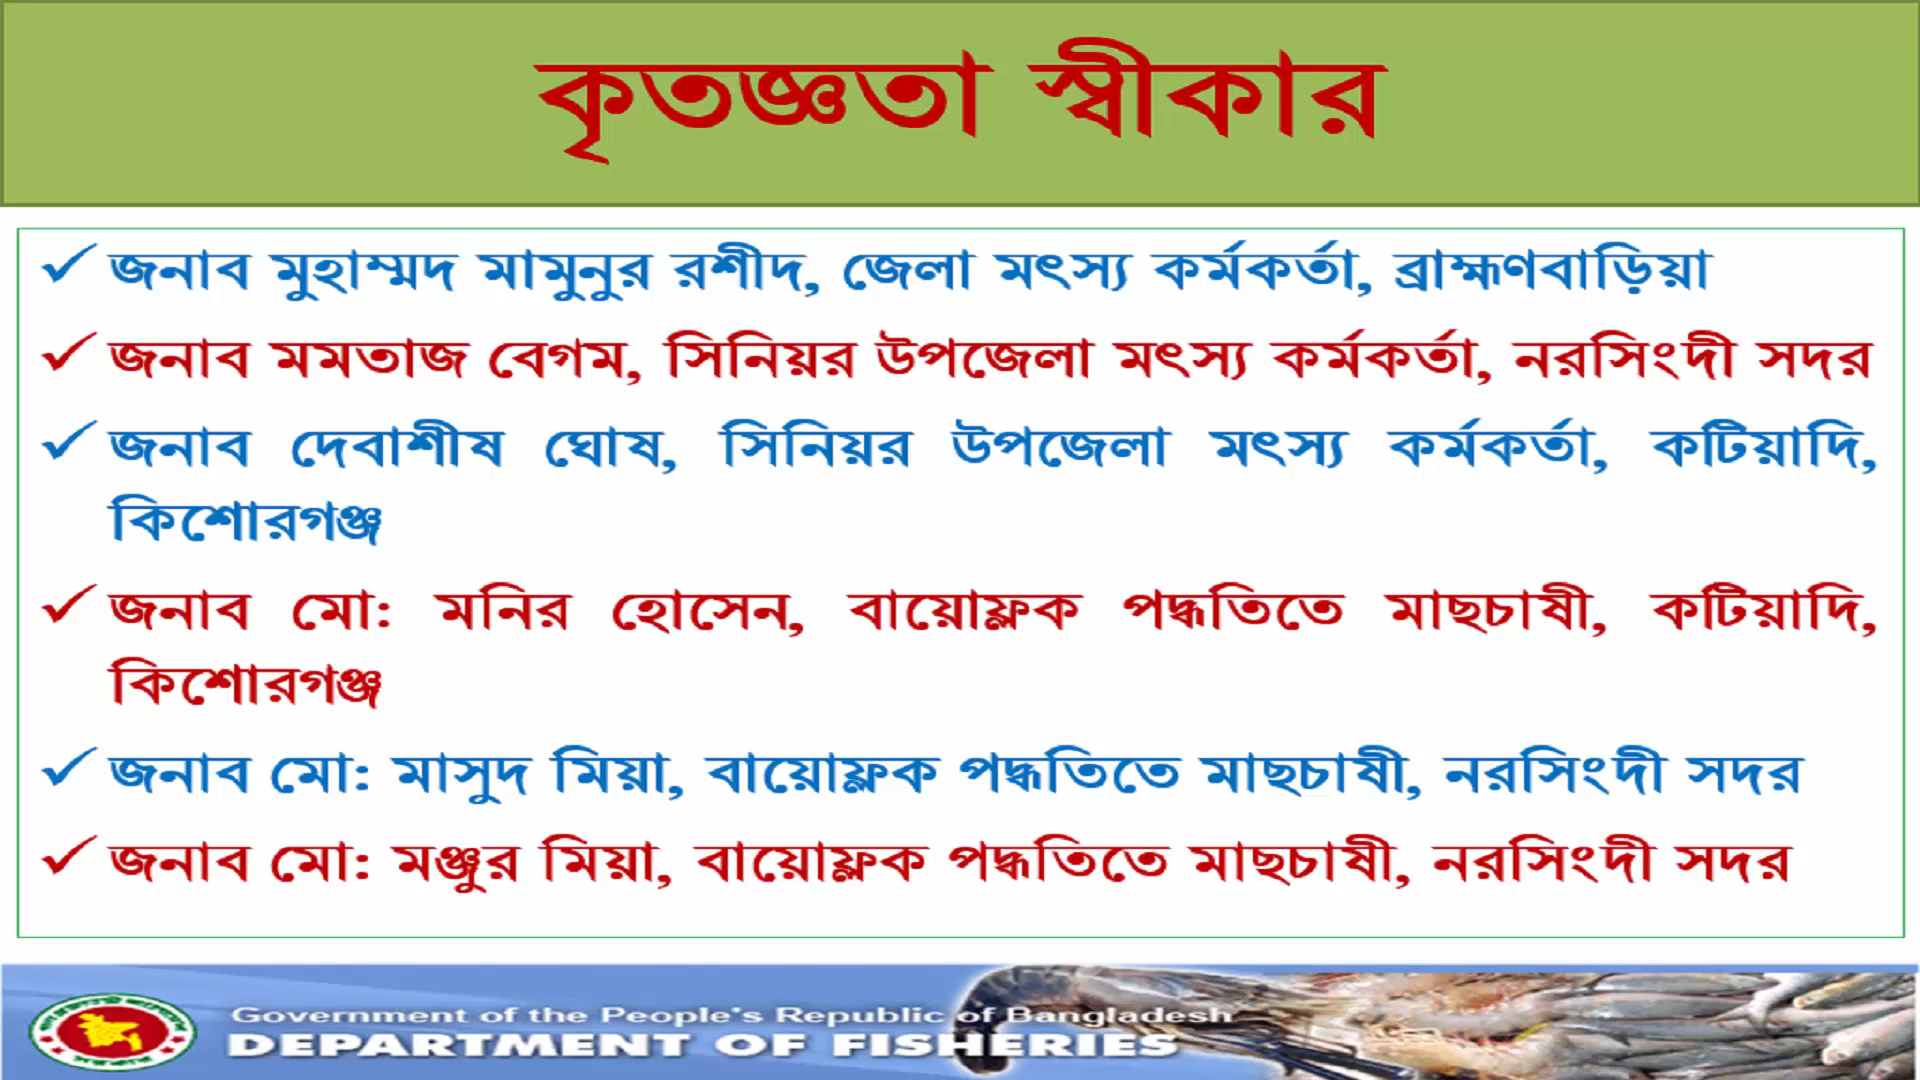 কৃতজ্ঞতা স্বীকার
✓ জনাব মুহাম্মদ মামুনুর রশীদ, জেলা মৎস্য কর্মকর্তা, ব্রাহ্মণবাড়িয়া
✓ জনাব মমতাজ বেগম, সিনিয়র উপজেলা মৎস্য কর্মকর্তা, নরসিংদী সদর
✓ জনাব দেবাশীষ ঘোষ, সিনিয়র উপজেলা মৎস্য কর্মকর্তা, কটিয়াদি,
কিশোরগঞ্জ
✓ জনাব মো: মনির হোসেন, বায়োফ্লক পদ্ধতিতে মাছচাষী, কটিয়াদি,
কিশোরগঞ্জ
✓ জনাব মো: মাসুদ মিয়া, বায়োফ্লক পদ্ধতিতে মাছচাষী, নরসিংদী সদর
✓ জনাব মো: মঞ্জুর মিয়া, বায়োফ্লক পদ্ধতিতে মাছচাষী, নরসিংদী সদর
Government of the People's Republic of Bangladesh
DEPARTMENT OF FISHERIES